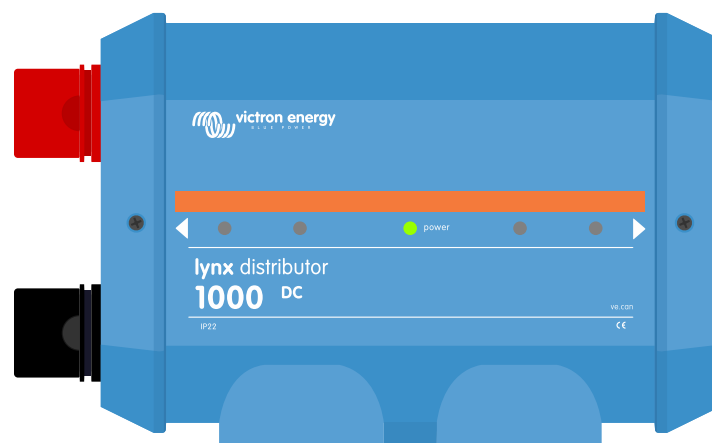 victron energy
BLUE POWER
power
lynx distributor
1000 DC
ve.can
IP22 CE